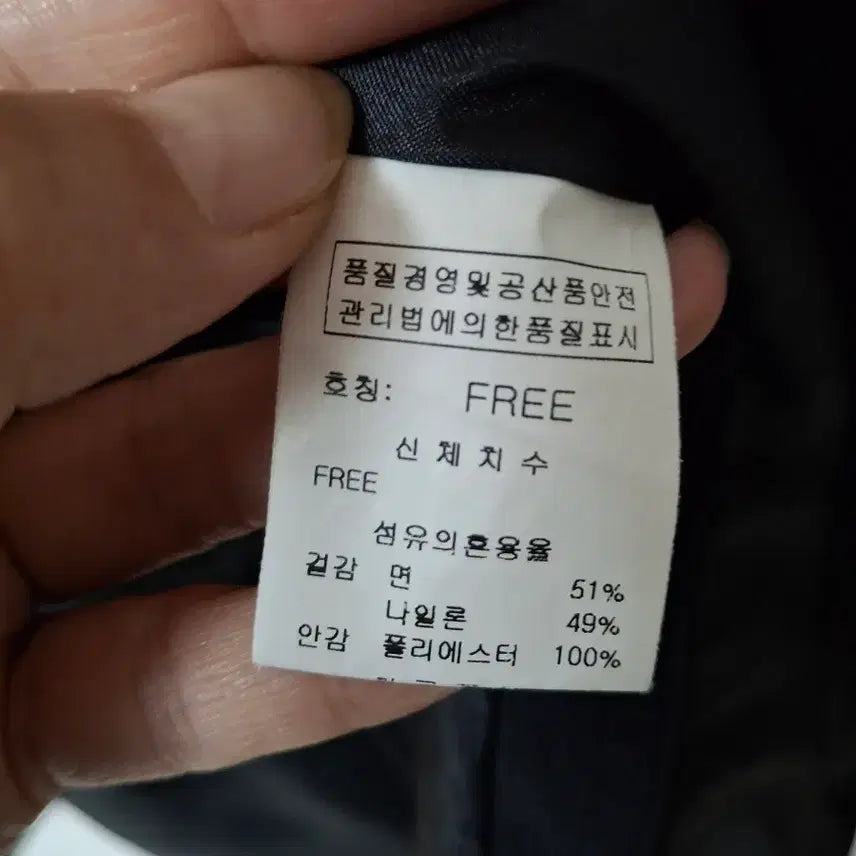 품질경영및공산품안전
관리법에의한품질표시
호칭: FREE
신체치수
FREE
섬유의혼용율
겉감 면 51%
나일론 49%
안감 폴리에스터 100%